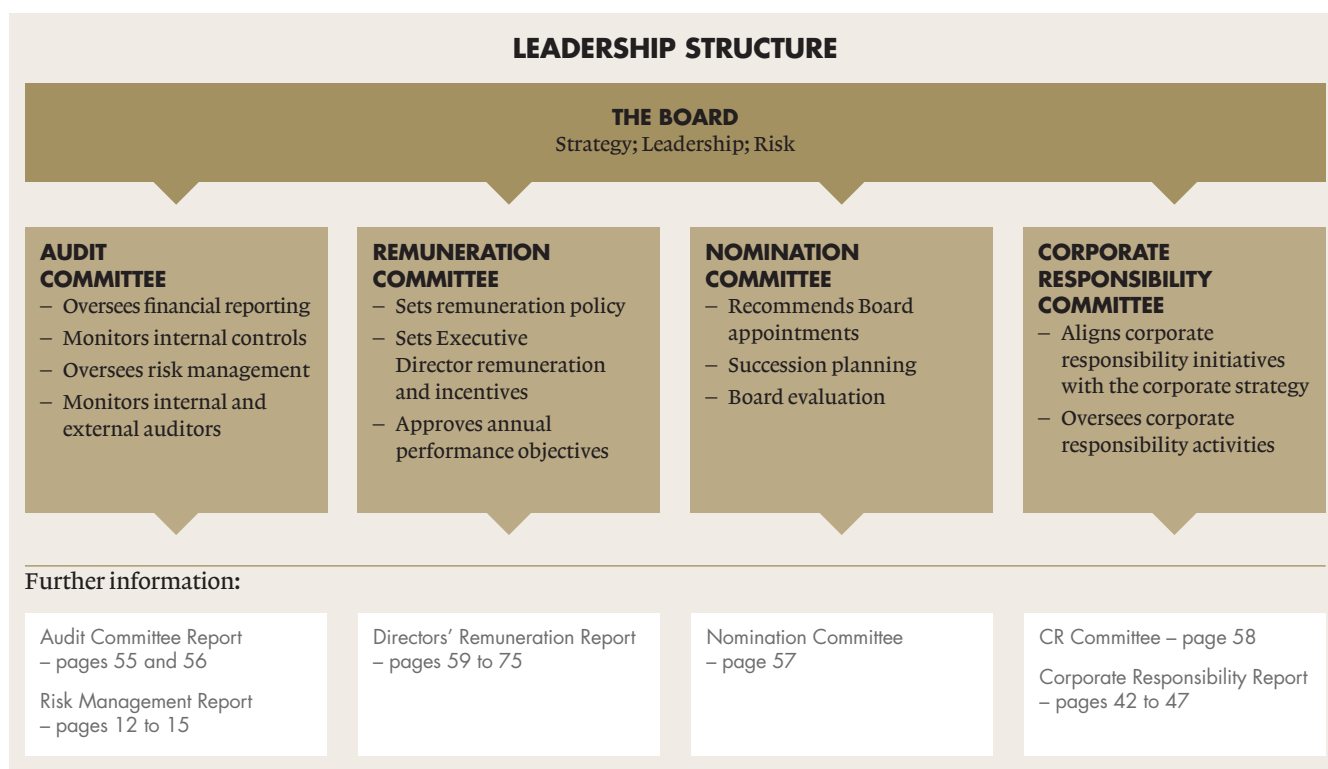 LEADERSHIP STRUCTURE
THE BOARD
Strategy; Leadership; Risk
AUDIT
COMMITTEE
– Oversees financial reporting
– Monitors internal controls
– Oversees risk management
– Monitors internal and
external auditors
REMUNERATION
COMMITTEE
– Sets remuneration policy
– Sets Executive
Director remuneration
and incentives
– Approves annual
performance objectives
NOMINATION
COMMITTEE
– Recommends Board
appointments
– Succession planning
– Board evaluation
CORPORATE
RESPONSIBILITY
COMMITTEE
– Aligns corporate
responsibility initiatives
with the corporate strategy
– Oversees corporate
responsibility activities
Further information:
Audit Committee Report
– pages 55 and 56
Risk Management Report
– pages 12 to 15
Directors’ Remuneration Report
– pages 59 to 75
Nomination Committee
– page 57
CR Committee – page 58
Corporate Responsibility Report
– pages 42 to 47